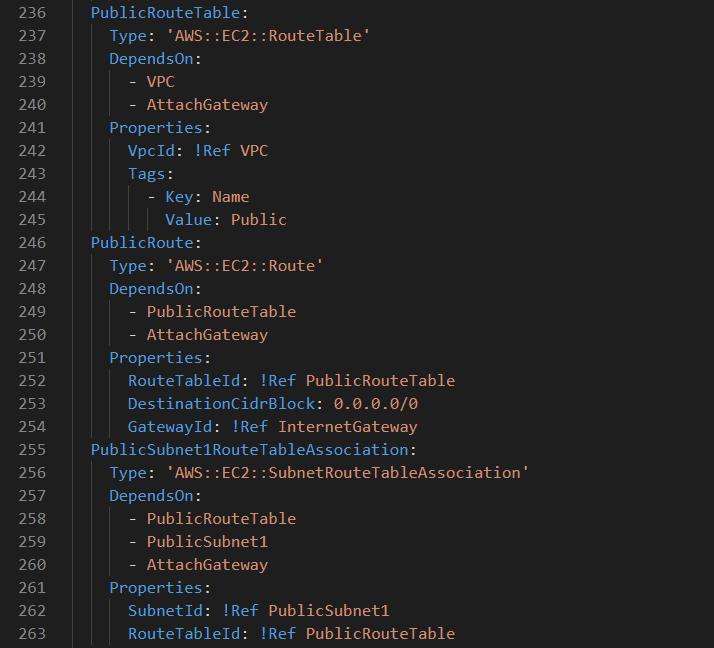 236 PublicRouteTable:
237 Type: 'AWS::EC2::RouteTable'
238 DependsOn:
239 - VPC
240 - AttachGateway
241 Properties:
242 VpcId: !Ref VPC
243 Tags:
244 - Key: Name
245 Value: Public
246 PublicRoute:
247 Type: 'AWS::EC2::Route'
248 DependsOn:
249 - PublicRouteTable
250 - AttachGateway
251 Properties:
252 RouteTableId: !Ref PublicRouteTable
253 DestinationCidrBlock: 0.0.0.0/0
254 GatewayId: !Ref InternetGateway
255 PublicSubnet1RouteTableAssociation:
256 Type: 'AWS::EC2::SubnetRouteTableAssociation'
257 DependsOn:
258 - PublicRouteTable
259 - PublicSubnet1
260 - AttachGateway
261 Properties:
262 SubnetId: !Ref PublicSubnet1
263 RouteTableId: !Ref PublicRouteTable